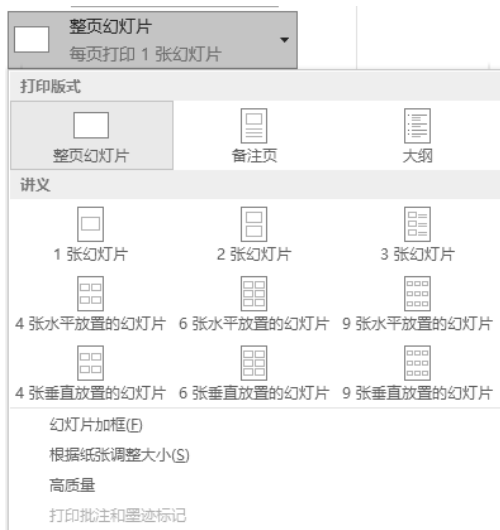 整页幻灯片
每页打印 1 张幻灯片
打印版式
整页幻灯片 备注页 大纲
讲义
1 张幻灯片 2 张幻灯片 3 张幻灯片
4 张水平放置的幻灯片 6 张水平放置的幻灯片 9 张水平放置的幻灯片
4 张垂直放置的幻灯片 6 张垂直放置的幻灯片 9 张垂直放置的幻灯片
幻灯片加框(F)
根据纸张调整大小(S)
高质量
打印批注和墨迹标记